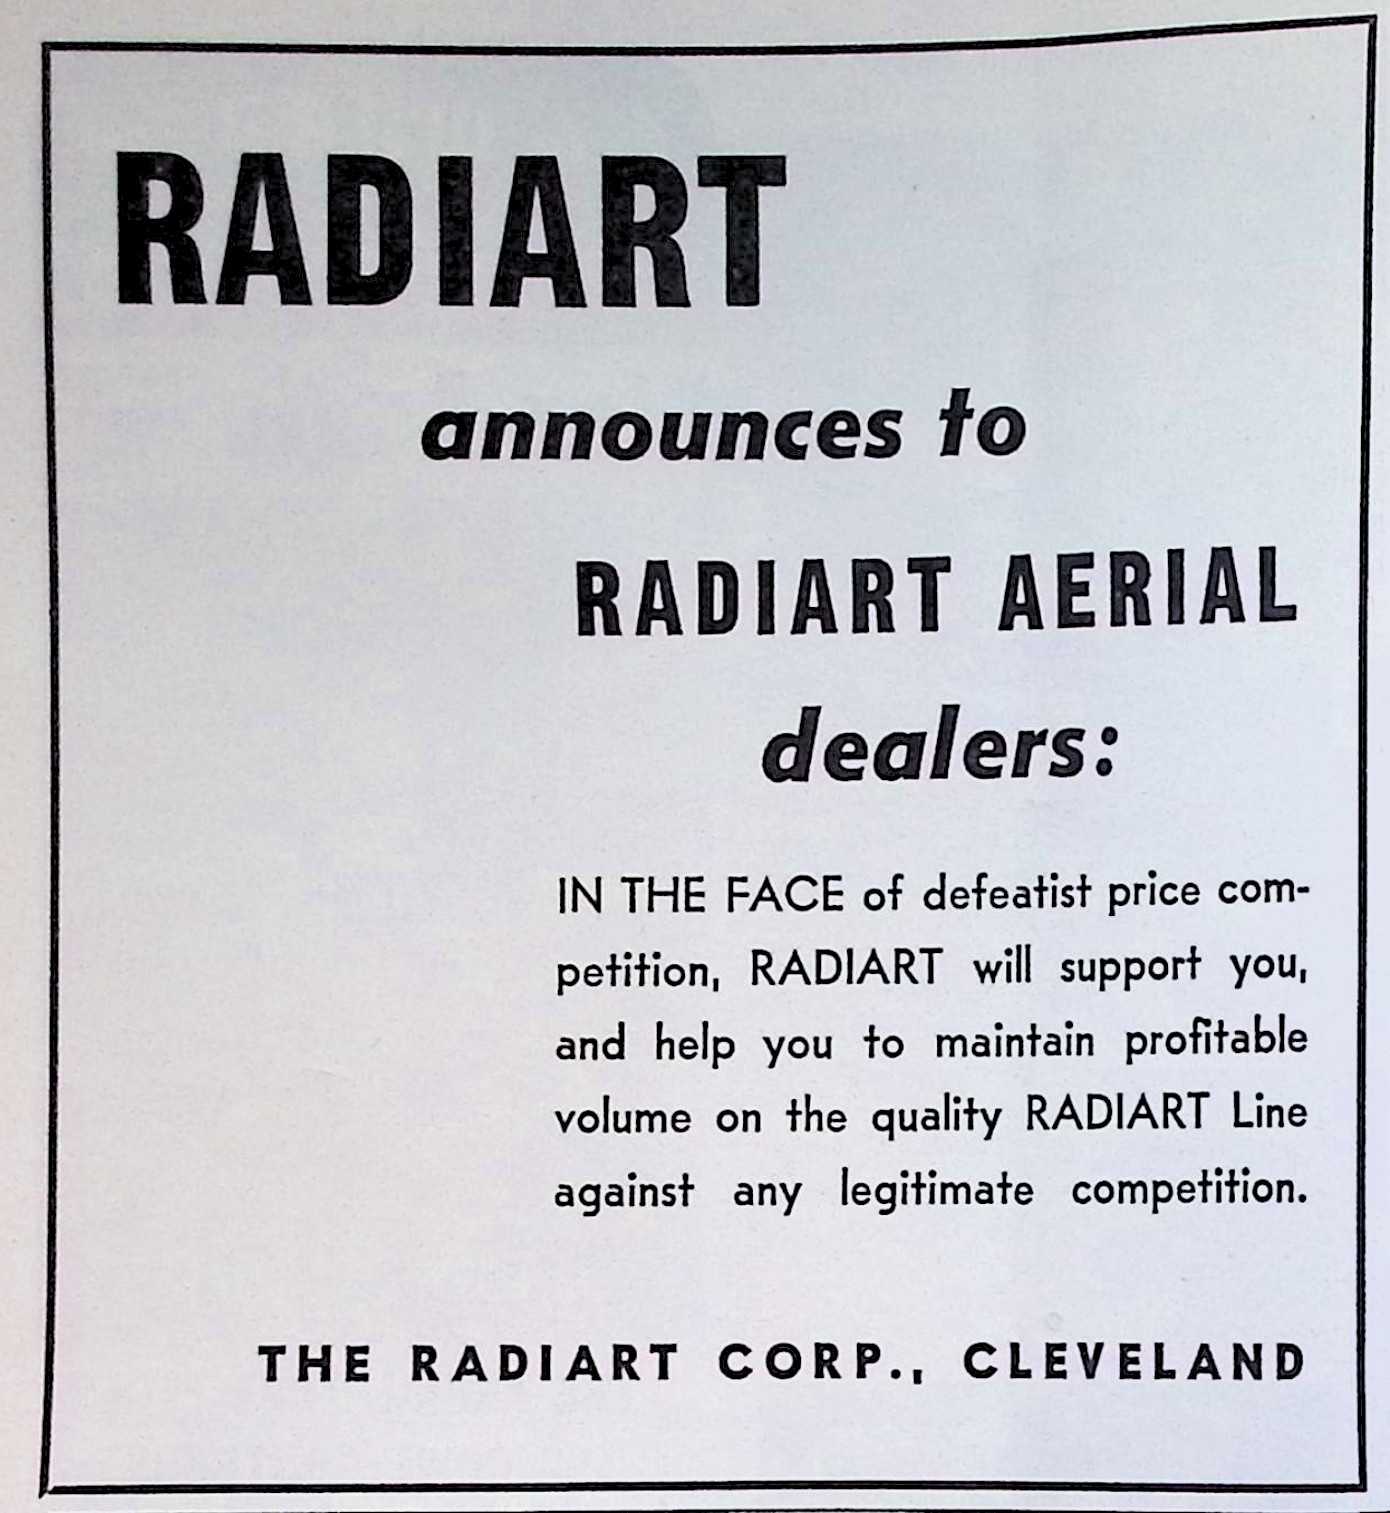 RADIART
announces to
RADIART AERIAL
dealers:
IN THE FACE of defeatist price com-
petition, RADIART will support you,
and help you to maintain profitable
volume on the quality RADIART Line
against any legitimate competition.
THE RADIART CORP., CLEVELAND